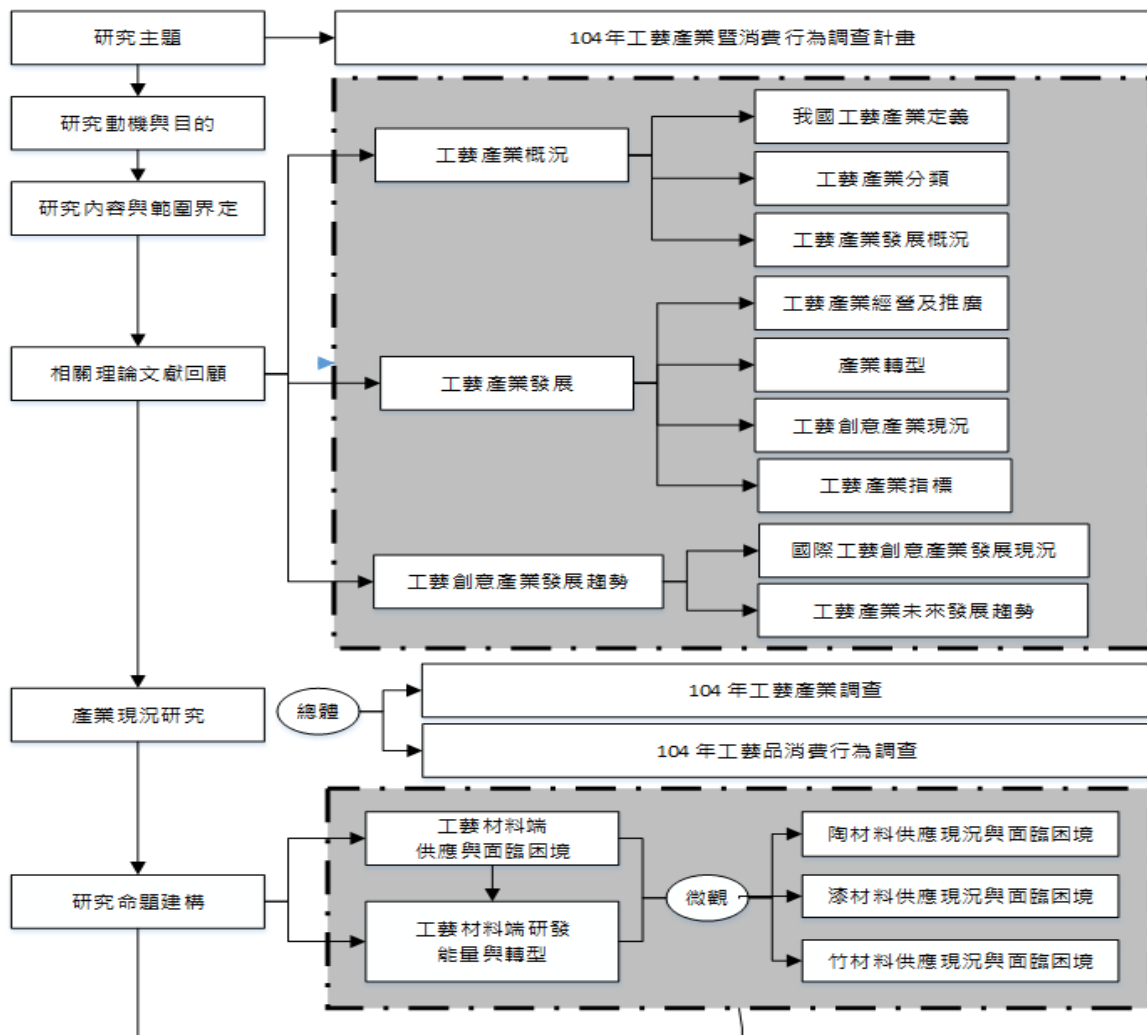 研究主題
104年工藝產業暨消費行為調查計畫
研究動機與目的
研究內容與範圍界定
相關理論文獻回顧
工藝產業概況
我國工藝產業定義
工藝產業分類
工藝產業發展概況
工藝產業發展
工藝產業經營及推廣
產業轉型
工藝創意產業現況
工藝產業指標
工藝創意產業發展趨勢
國際工藝創意產業發展現況
工藝產業未來發展趨勢
產業現況研究
總體
104 年工藝產業調查
104 年工藝品消費行為調查
研究命題建構
工藝材料端
供應與面臨困境
工藝材料端研發
能量與轉型
微觀
陶材料供應現況與面臨困境
漆材料供應現況與面臨困境
竹材料供應現況與面臨困境